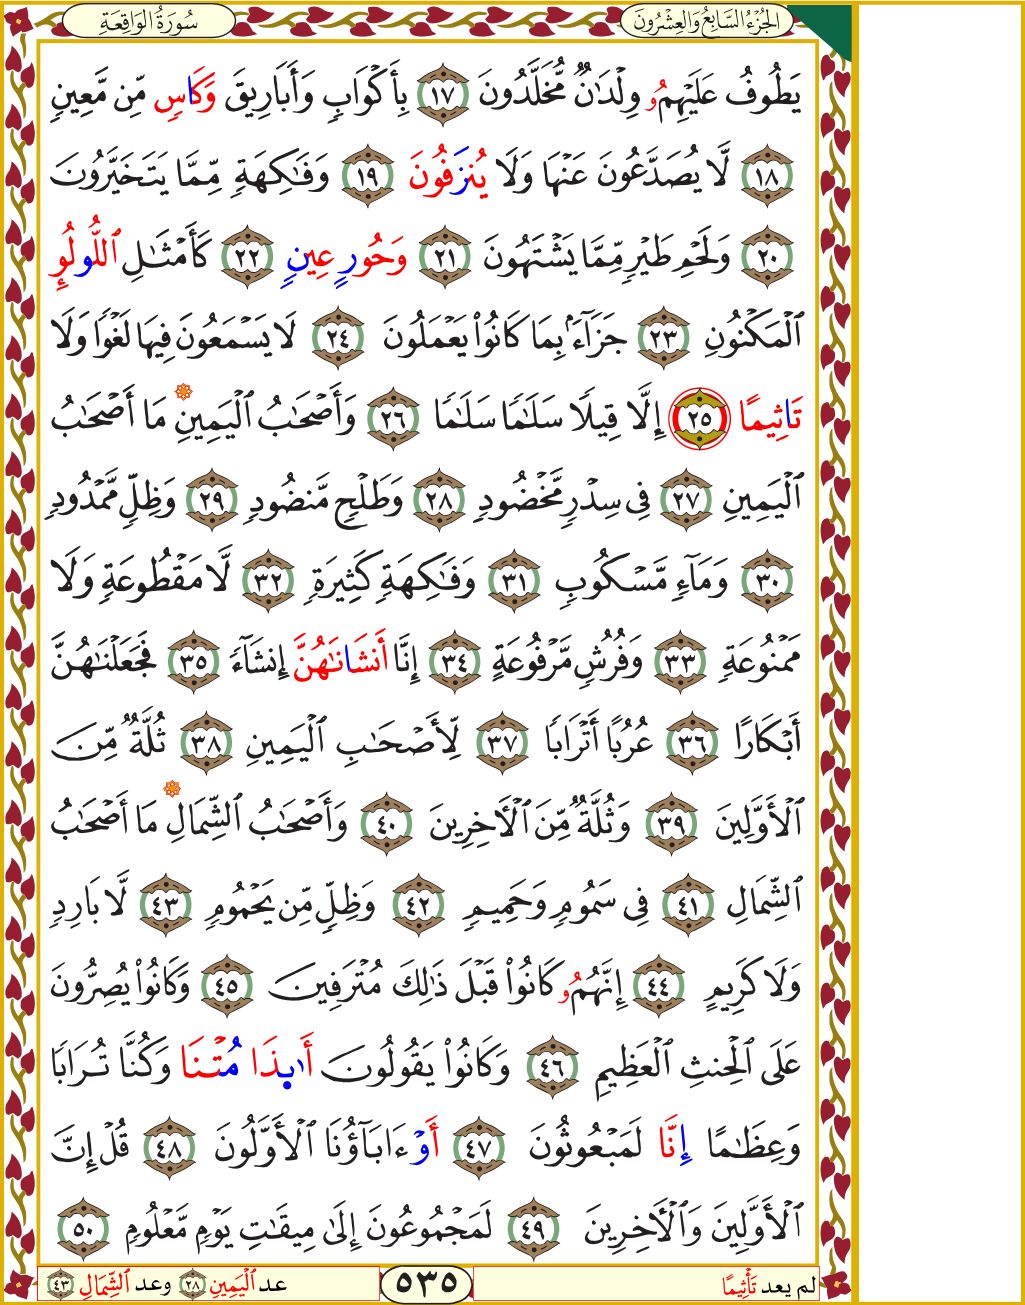 الجُزْءُ السَّابِعُ وَالعِشْرُونَ سُورَةُ الوَاقِعَةِ
يَطُوفُ عَلَيْهِمُۥ وِلْدَٰنٌ مُّخَلَّدُونَ ١٧ بِأَكْوَابٍ وَأَبَارِيقَ وَكَاسٍ مِّن مَّعِينٍ
١٨ لَّا يُصَدَّعُونَ عَنْهَا وَلَا يُنزَفُونَ ١٩ وَفَٰكِهَةٍ مِّمَّا يَتَخَيَّرُونَ
٢٠ وَلَحْمِ طَيْرٍ مِّمَّا يَشْتَهُونَ ٢١ وَحُورٍ عِينٍ ٢٢ كَأَمْثَٰلِ ٱللُّولُوِٕ
ٱلْمَكْنُونِ ٢٣ جَزَآءَۢ بِمَا كَانُوا۟ يَعْمَلُونَ ٢٤ لَا يَسْمَعُونَ فِيهَا لَغْوًا وَلَا
تَاثِيمًا ٢٥ إِلَّا قِيلًا سَلَٰمًا سَلَٰمًا ٢٦ وَأَصْحَٰبُ ٱلْيَمِينِ مَا أَصْحَٰبُ
ٱلْيَمِينِ ٢٧ فِى سِدْرٍ مَّخْضُودٍ ٢٨ وَطَلْحٍ مَّنضُودٍ ٢٩ وَظِلٍّ مَّمْدُودٍ
٣٠ وَمَآءٍ مَّسْكُوبٍ ٣١ وَفَٰكِهَةٍ كَثِيرَةٍ ٣٢ لَّا مَقْطُوعَةٍ وَلَا
مَمْنُوعَةٍ ٣٣ وَفُرُشٍ مَّرْفُوعَةٍ ٣٤ إِنَّا أَنشَانَٰهُنَّ إِنشَآءً ٣٥ فَجَعَلْنَٰهُنَّ
أَبْكَارًا ٣٦ عُرُبًا أَتْرَابًا ٣٧ لِّأَصْحَٰبِ ٱلْيَمِينِ ٣٨ ثُلَّةٌ مِّنَ
ٱلْأَوَّلِينَ ٣٩ وَثُلَّةٌ مِّنَ ٱلْأَخِرِينَ ٤٠ وَأَصْحَٰبُ ٱلشِّمَالِ مَا أَصْحَٰبُ
ٱلشِّمَالِ ٤١ فِى سَمُومٍ وَحَمِيمٍ ٤٢ وَظِلٍّ مِّن يَحْمُومٍ ٤٣ لَّا بَارِدٍ
وَلَا كَرِيمٍ ٤٤ إِنَّهُمُۥ كَانُوا۟ قَبْلَ ذَٰلِكَ مُتْرَفِينَ ٤٥ وَكَانُوا۟ يُصِرُّونَ
عَلَى ٱلْحِنثِ ٱلْعَظِيمِ ٤٦ وَكَانُوا۟ يَقُولُونَ أَٰ۟ىِٕذَا مُتْنَا وَكُنَّا تُرَابًا
وَعِظَٰمًا إِنَّا لَمَبْعُوثُونَ ٤٧ أَوْ ءَابَآؤُنَا ٱلْأَوَّلُونَ ٤٨ قُلْ إِنَّ
ٱلْأَوَّلِينَ وَٱلْأَخِرِينَ ٤٩ لَمَجْمُوعُونَ إِلَىٰ مِيقَٰتِ يَوْمٍ مَّعْلُومٍ ٥٠
لم يعد تَأْثِيمًا ٥٣٥ عد ٱلْيَمِينِ ٢٨ وعد ٱلشِّمَالِ ٤٣